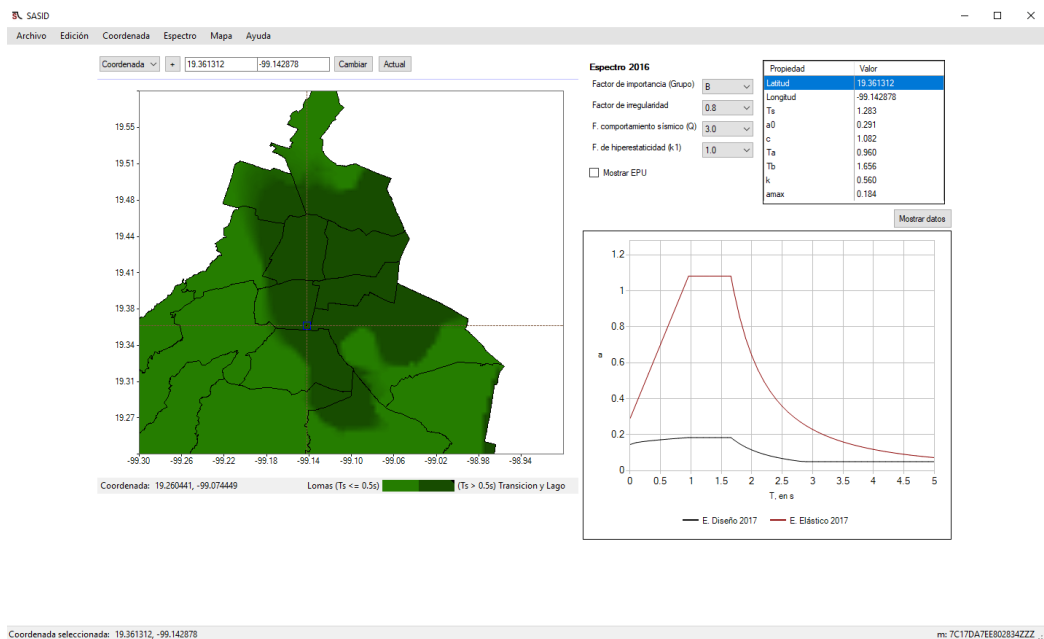 SASID
Archivo Edición Coordenada Espectro Mapa Ayuda
Coordenada + 19.361312 -99.142878 Cambiar Actual
19.55
19.51
19.48
19.44
19.41
19.38
19.34
19.31
19.27
-99.30 -99.26 -99.22 -99.18 -99.14 -99.10 -99.06 -99.02 -98.98 -98.94
Coordenada: 19.260441, -99.074449 Lomas (Ts <= 0.5s) (Ts > 0.5s) Transicion y Lago
Espectro 2016
Factor de importancia (Grupo) B
Factor de irregularidad 0.8
F. comportamiento sísmico (Q) 3.0
F. de hiperestaticidad (k1) 1.0
Mostrar EPU
Propiedad Valor
Latitud 19.361312
Longitud -99.142878
Ts 1.283
a0 0.291
c 1.082
Ta 0.960
Tb 1.656
k 0.560
amax 0.184
Mostrar datos
1.2
1
0.8
a
0.6
0.4
0.2
0
0 0.5 1 1.5 2 2.5 3 3.5 4 4.5 5
T, en s
E. Diseño 2017 E. Elástico 2017
Coordenada seleccionada: 19.361312, -99.142878 m: 7C17DA7EE802834ZZZ